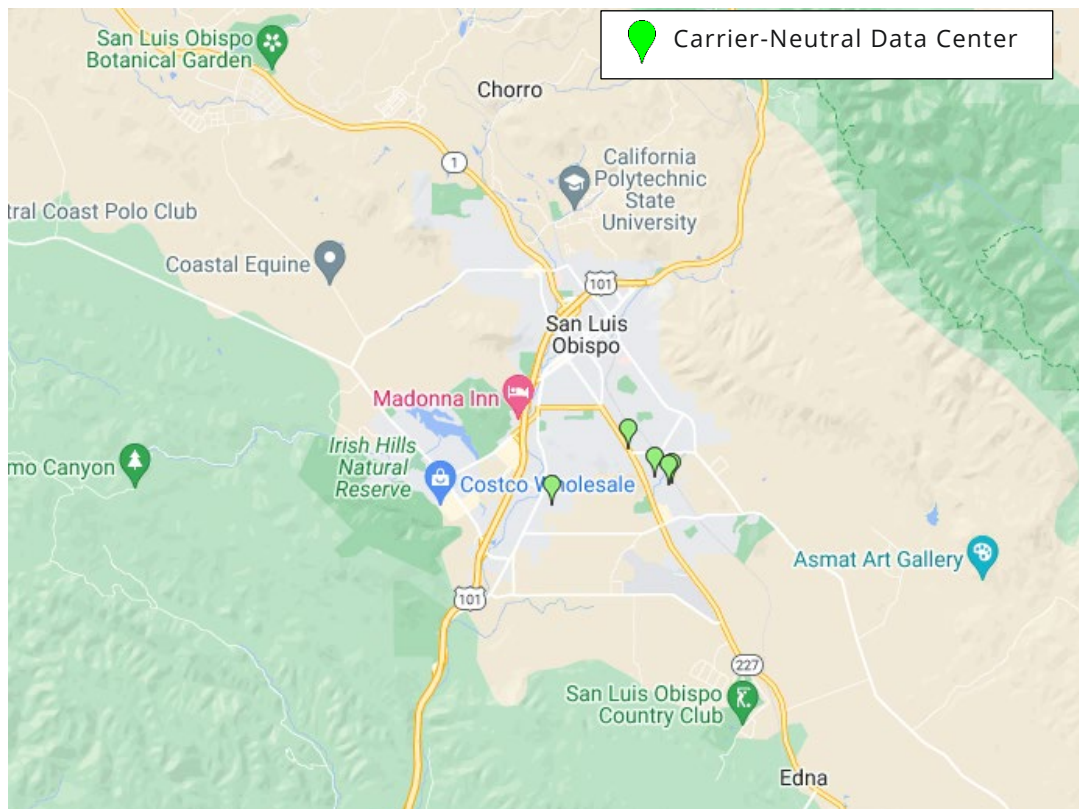 Carrier-Neutral Data Center
San Luis Obispo
Botanical Garden
Chorro
1
California
Polytechnic
State
University
tral Coast Polo Club
Coastal Equine
101
San Luis
Obispo
Madonna Inn
Irish Hills
Natural
Reserve
mo Canyon
Costco Wholesale
Asmat Art Gallery
101
227
San Luis Obispo
Country Club
Edna